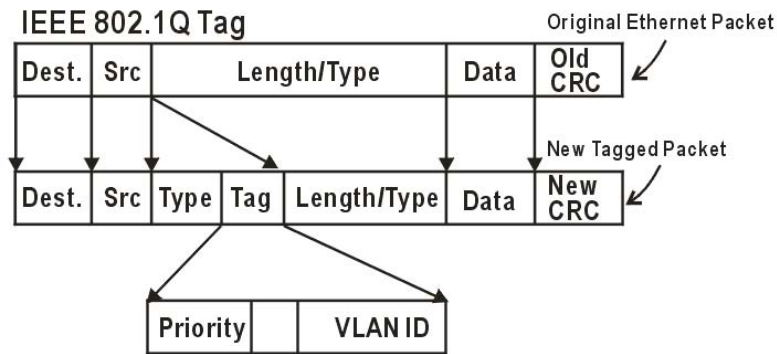 IEEE 802.1Q Tag
Original Ethernet Packet
Dest. Src Length/Type Data Old CRC
New Tagged Packet
Dest. Src Type Tag Length/Type Data New CRC
Priority VLAN ID